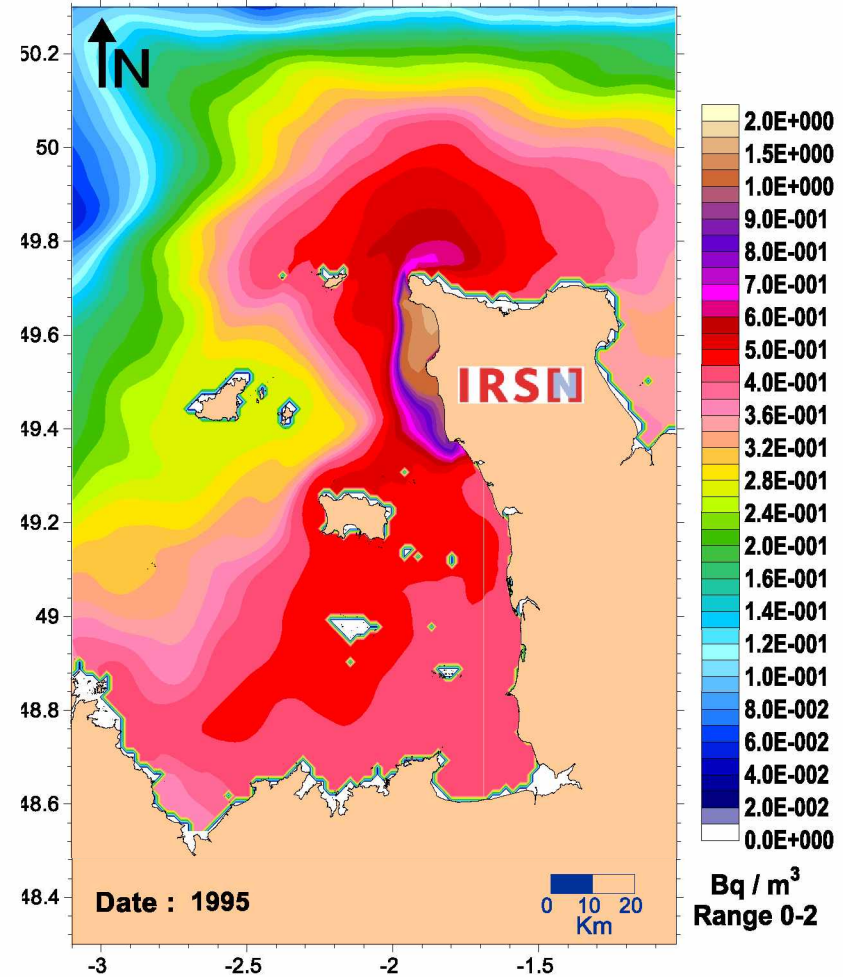 N
50.2
50
49.8
49.6
49.4
49.2
49
48.8
48.6
48.4
-3
-2.5
-2
-1.5
IRSN
Date : 1995
0 10 20
Km
2.0E+000
1.5E+000
1.0E+000
9.0E-001
8.0E-001
7.0E-001
6.0E-001
5.0E-001
4.0E-001
3.6E-001
3.2E-001
2.8E-001
2.4E-001
2.0E-001
1.6E-001
1.4E-001
1.2E-001
1.0E-001
8.0E-002
6.0E-002
4.0E-002
2.0E-002
0.0E+000
Bq / m³
Range 0-2